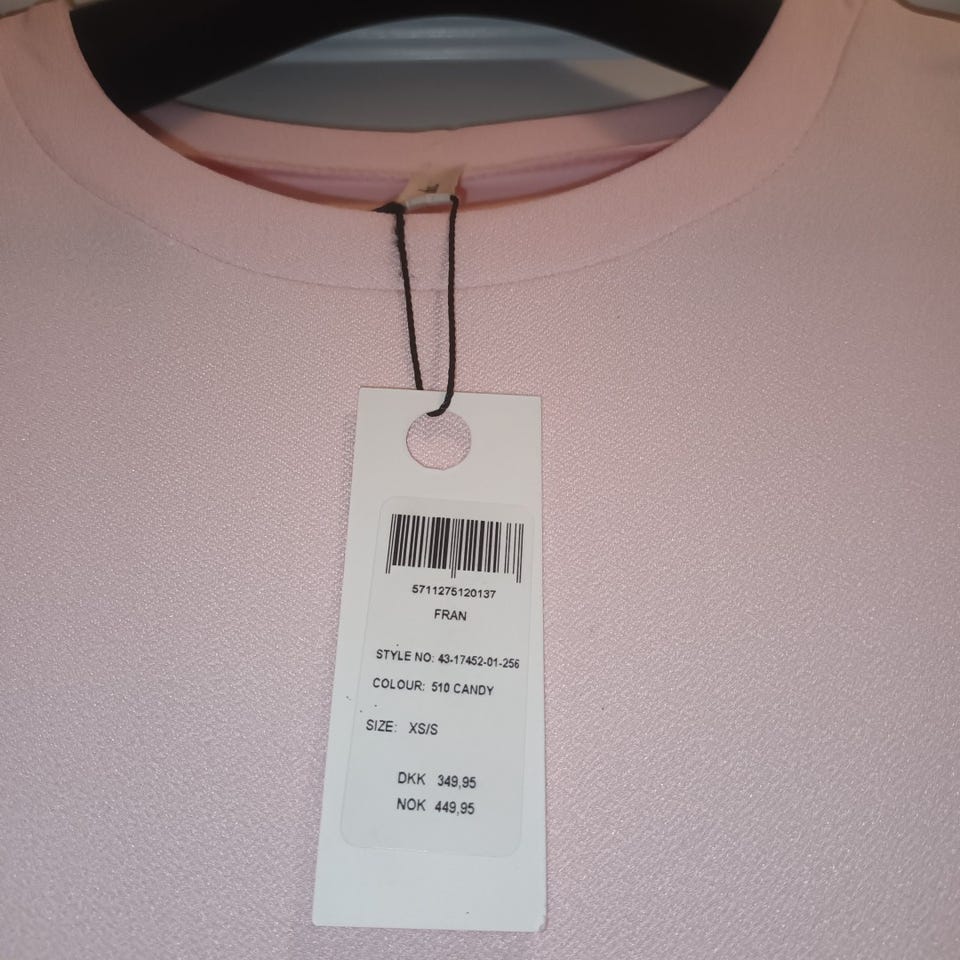 5711275120137
FRAN
STYLE NO: 43-17452-01-256
COLOUR: 510 CANDY
SIZE: XS/S
DKK 349,95
NOK 449,95